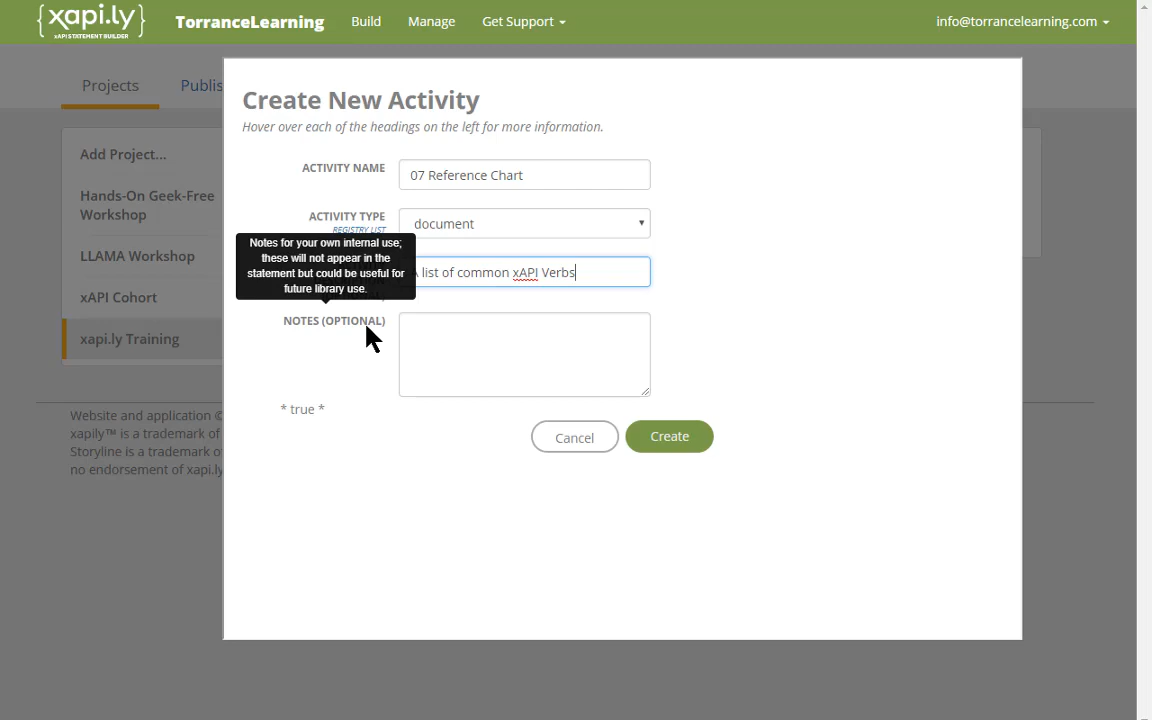 {xapi.ly}
xAPI STATEMENT BUILDER
TorranceLearning
Build
Manage
Get Support
info@torrancelearning.com
Projects
Publis
Add Project...
Hands-On Geek-Free
Workshop
LLAMA Workshop
xAPI Cohort
xapi.ly Training
Website and application ©
xapily™ is a trademark of
Storyline is a trademark of
no endorsement of xapi.ly
Create New Activity
Hover over each of the headings on the left for more information.
ACTIVITY NAME
07 Reference Chart
ACTIVITY TYPE
REGISTRY LIST
document
Notes for your own internal use;
these will not appear in the
statement but could be useful for
future library use.
list of common xAPI Verbs
NOTES (OPTIONAL)
* true *
Cancel
Create